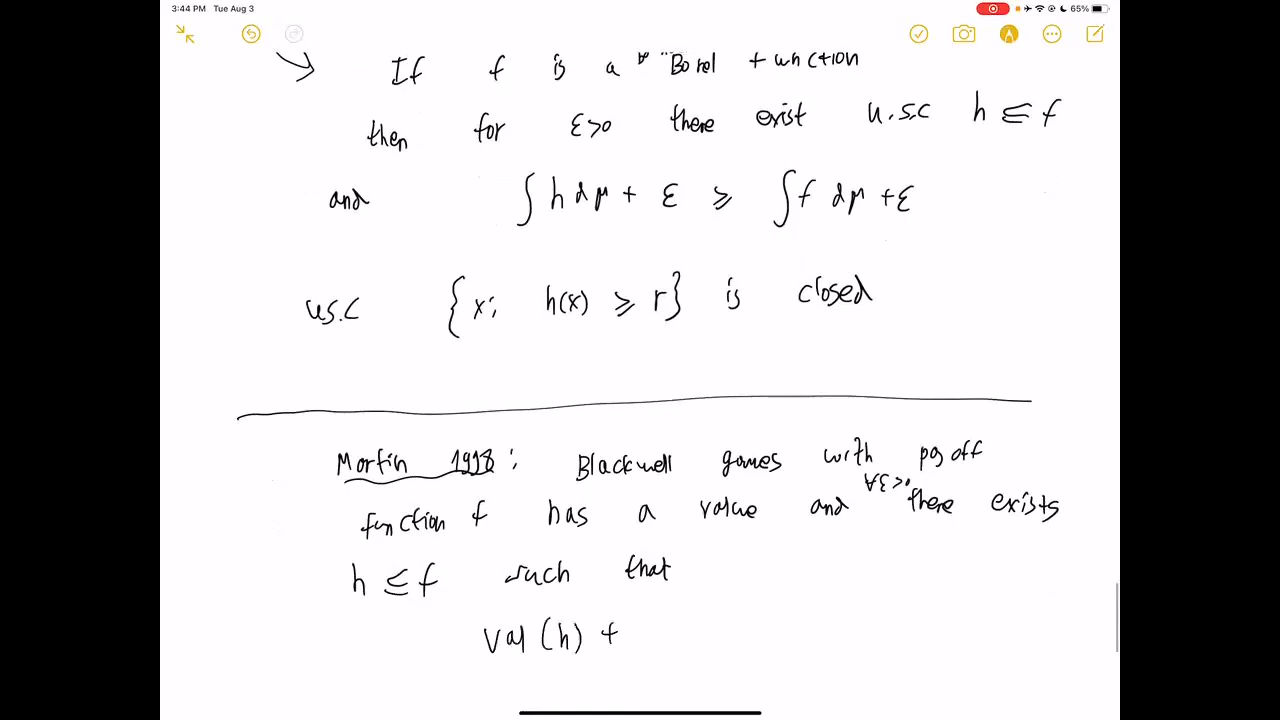 3:44 PM Tue Aug 3
65%
If f is a Borel function
then for ε>0 there exist u.s.c h ≤ f
and ∫ h dμ + ε ≥ ∫ f dμ + ε
u.s.c {x; h(x) ≥ r} is closed
Martin 1998: Blackwell games with payoff
function f has a value and ∀ε>0 there exists
h ≤ f such that
val (h) +